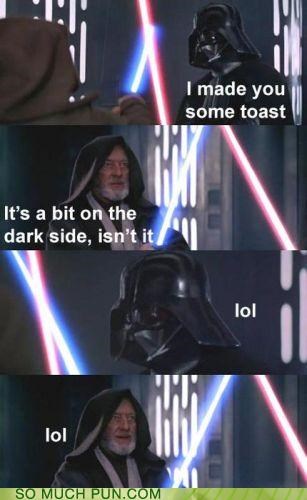 I made you
some toast
It's a bit on the
dark side, isn't it
lol
lol
SO MUCH PUN.COM